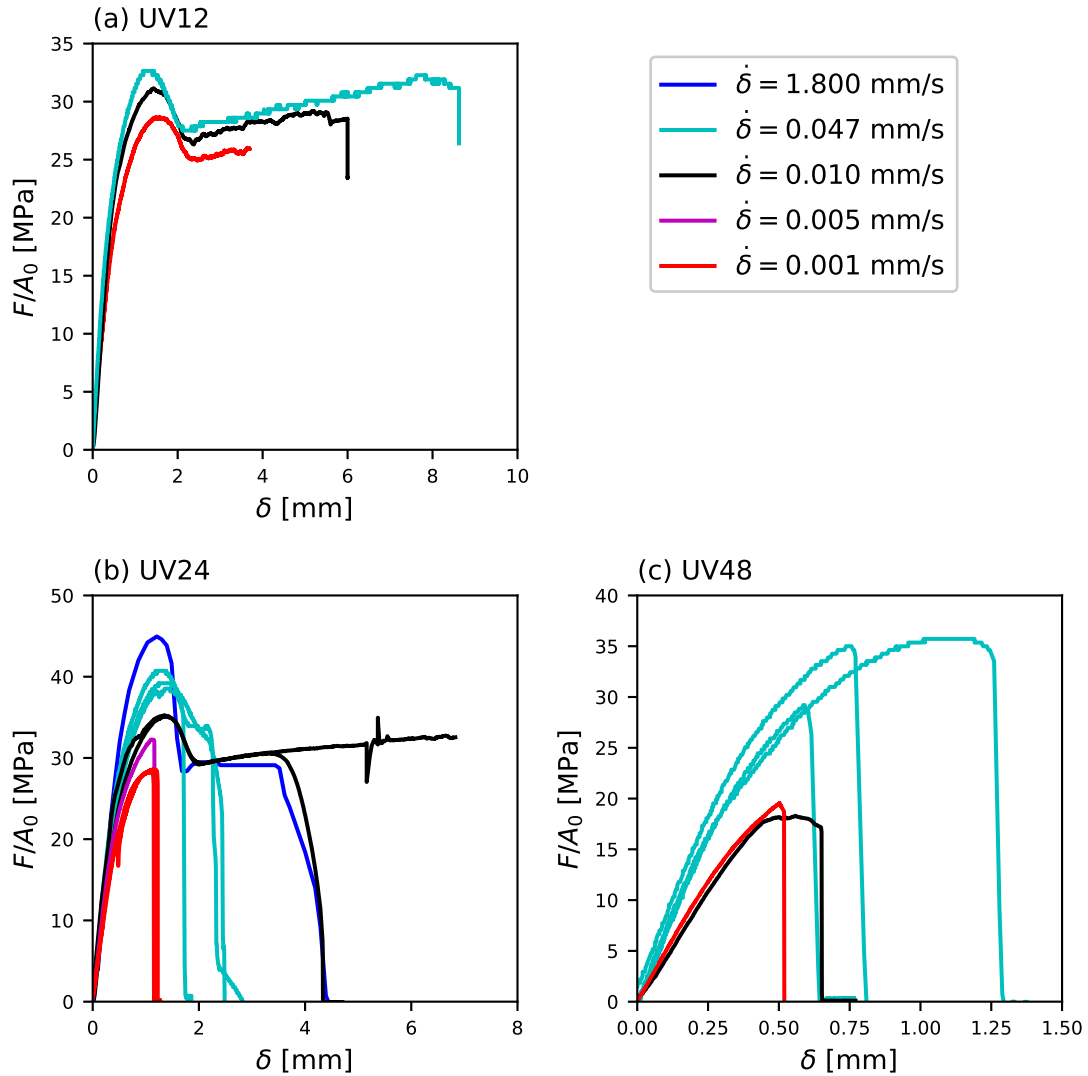 (a) UV12
35
30
25
20
15
10
5
0
F/A₀ [MPa]
0 2 4 6 8 10
δ [mm]
δ̇ = 1.800 mm/s
δ̇ = 0.047 mm/s
δ̇ = 0.010 mm/s
δ̇ = 0.005 mm/s
δ̇ = 0.001 mm/s
(b) UV24
50
40
30
20
10
0
F/A₀ [MPa]
0 2 4 6 8
δ [mm]
(c) UV48
40
35
30
25
20
15
10
5
0
F/A₀ [MPa]
0.00 0.25 0.50 0.75 1.00 1.25 1.50
δ [mm]